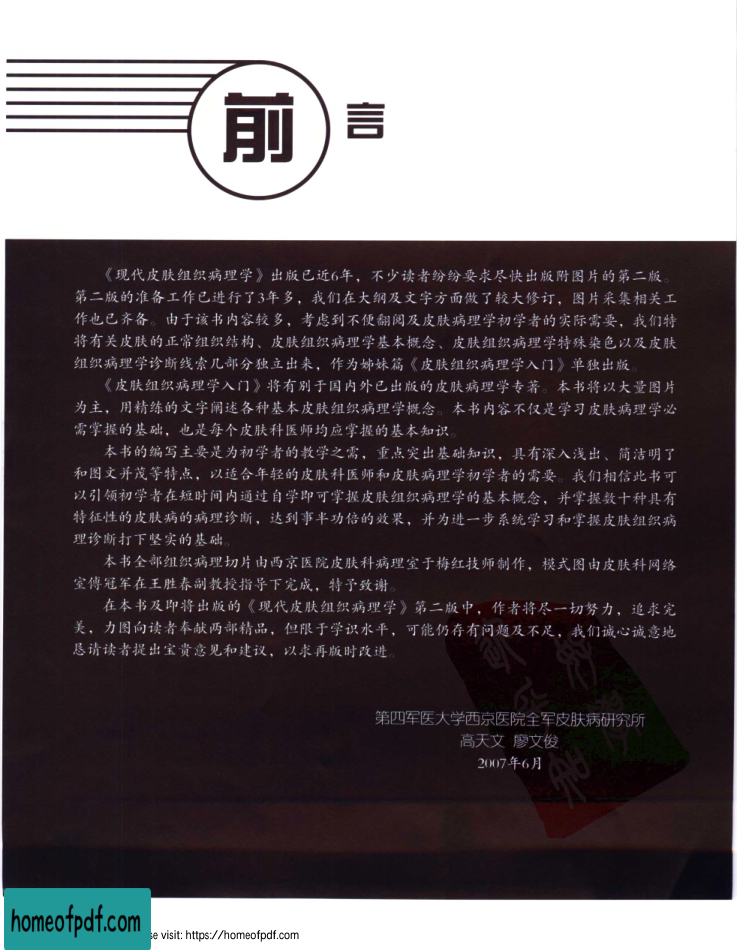 前言
《现代皮肤组织病理学》出版已近6年，不少读者纷纷要求尽快出版附图片的第二版。
第二版的准备工作已进行了3年多，我们在大纲及文字方面做了较大修订，图片采集相关工
作也已齐备。由于该书内容较多，考虑到不便翻阅及皮肤病理学初学者的实际需要，我们特
将有关皮肤的正常组织结构、皮肤组织病理学基本概念、皮肤组织病理学特殊染色以及皮肤
组织病理学诊断线索几部分独立出来，作为姊妹篇《皮肤组织病理学入门》单独出版。
《皮肤组织病理学入门》将有别于国内外已出版的皮肤病理学专著。本书将以大量图片
为主，用精练的文字阐述各种基本皮肤组织病理学概念。本书内容不仅是学习皮肤病理学必
需掌握的基础，也是每个皮肤科医师均应掌握的基本知识。
本书的编写主要是为初学者的教学之需，重点突出基础知识，具有深入浅出、简洁明了
和图文并茂等特点，以适合年轻的皮肤科医师和皮肤病理学初学者的需要。我们相信此书可
以引领初学者在短时间内通过自学即可掌握皮肤组织病理学的基本概念，并掌握数十种具有
特征性的皮肤病的病理诊断，达到事半功倍的效果，并为进一步系统学习和掌握皮肤组织病
理诊断打下坚实的基础。
本书全部组织病理切片由西京医院皮肤科病理室于梅红技师制作，模式图由皮肤科网络
室傅冠军在王胜春副教授指导下完成，特予致谢。
在本书及即将出版的《现代皮肤组织病理学》第二版中，作者将尽一切努力，追求完
美，力图向读者奉献两部精品，但限于学识水平，可能仍存有问题及不足，我们诚心诚意地
恳请读者提出宝贵意见和建议，以求再版时改进。
第四军医大学西京医院全军皮肤病研究所
高天文 廖文俊
2007年6月
homeofpdf.com
se visit: https://homeofpdf.com